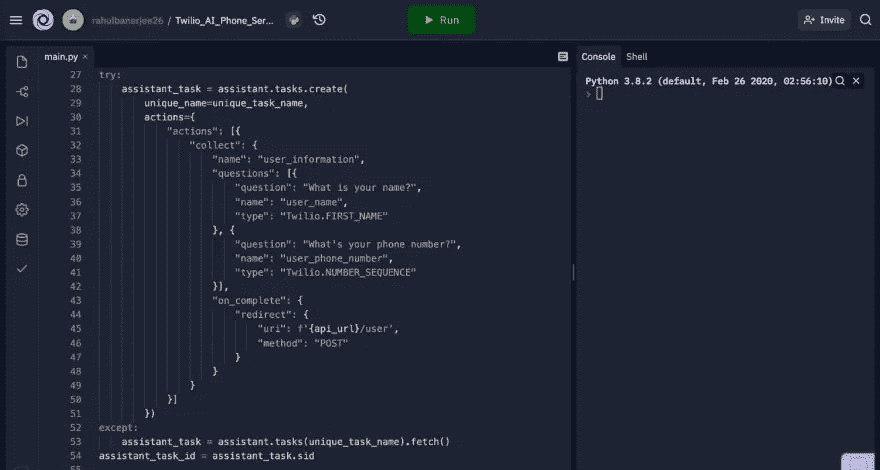 rahulbanerjee26 / Twilio_AI_Phone_Ser...
Run
Invite
main.py ×
Console Shell
27 try:
28     assistant_task = assistant.tasks.create(
29         unique_name=unique_task_name,
30         actions={
31             "actions": [{
32                 "collect": {
33                     "name": "user_information",
34                     "questions": [{
35                         "question": "What is your name?",
36                         "name": "user_name",
37                         "type": "Twilio.FIRST_NAME"
38                     }, {
39                         "question": "What's your phone number?",
40                         "name": "user_phone_number",
41                         "type": "Twilio.NUMBER_SEQUENCE"
42                     }],
43                     "on_complete": {
44                         "redirect": {
45                             "uri": f'{api_url}/user',
46                             "method": "POST"
47                         }
48                     }
49                 }
50             }]
51         })
52 except:
53     assistant_task = assistant.tasks(unique_task_name).fetch()
54 assistant_task_id = assistant_task.sid
55
Python 3.8.2 (default, Feb 26 2020, 02:56:10)